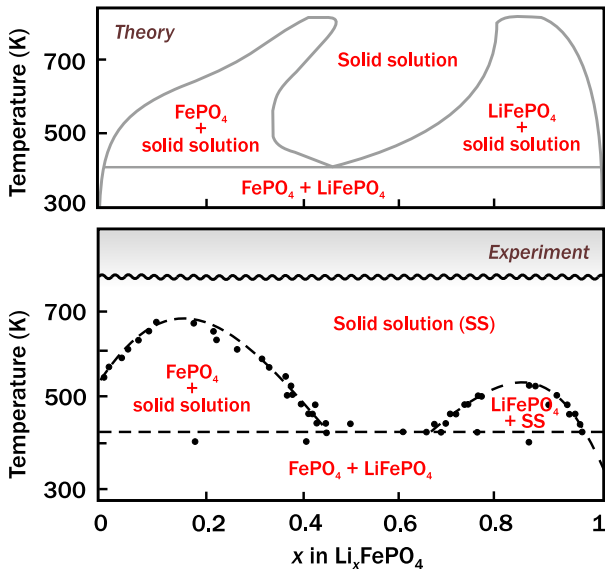 Theory
Temperature (K)
700
500
300
Solid solution
FePO₄
+
solid solution
LiFePO₄
+
solid solution
FePO₄ + LiFePO₄
Experiment
Temperature (K)
700
500
300
Solid solution (SS)
FePO₄
+
solid solution
LiFePO₄
+ SS
FePO₄ + LiFePO₄
0 0.2 0.4 0.6 0.8 1
x in LiₓFePO₄